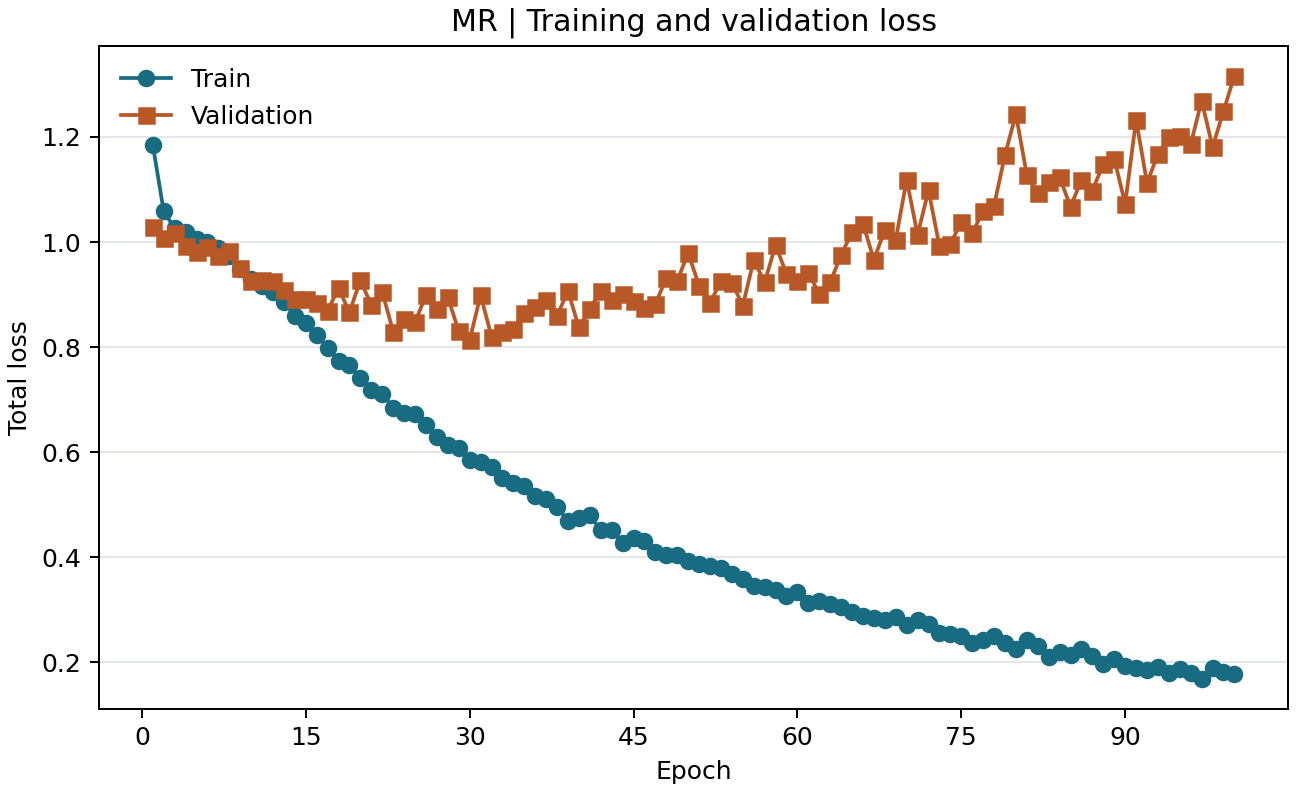 MR | Training and validation loss
Train
Validation
1.2
1.0
0.8
0.6
0.4
0.2
Total loss
0 15 30 45 60 75 90
Epoch